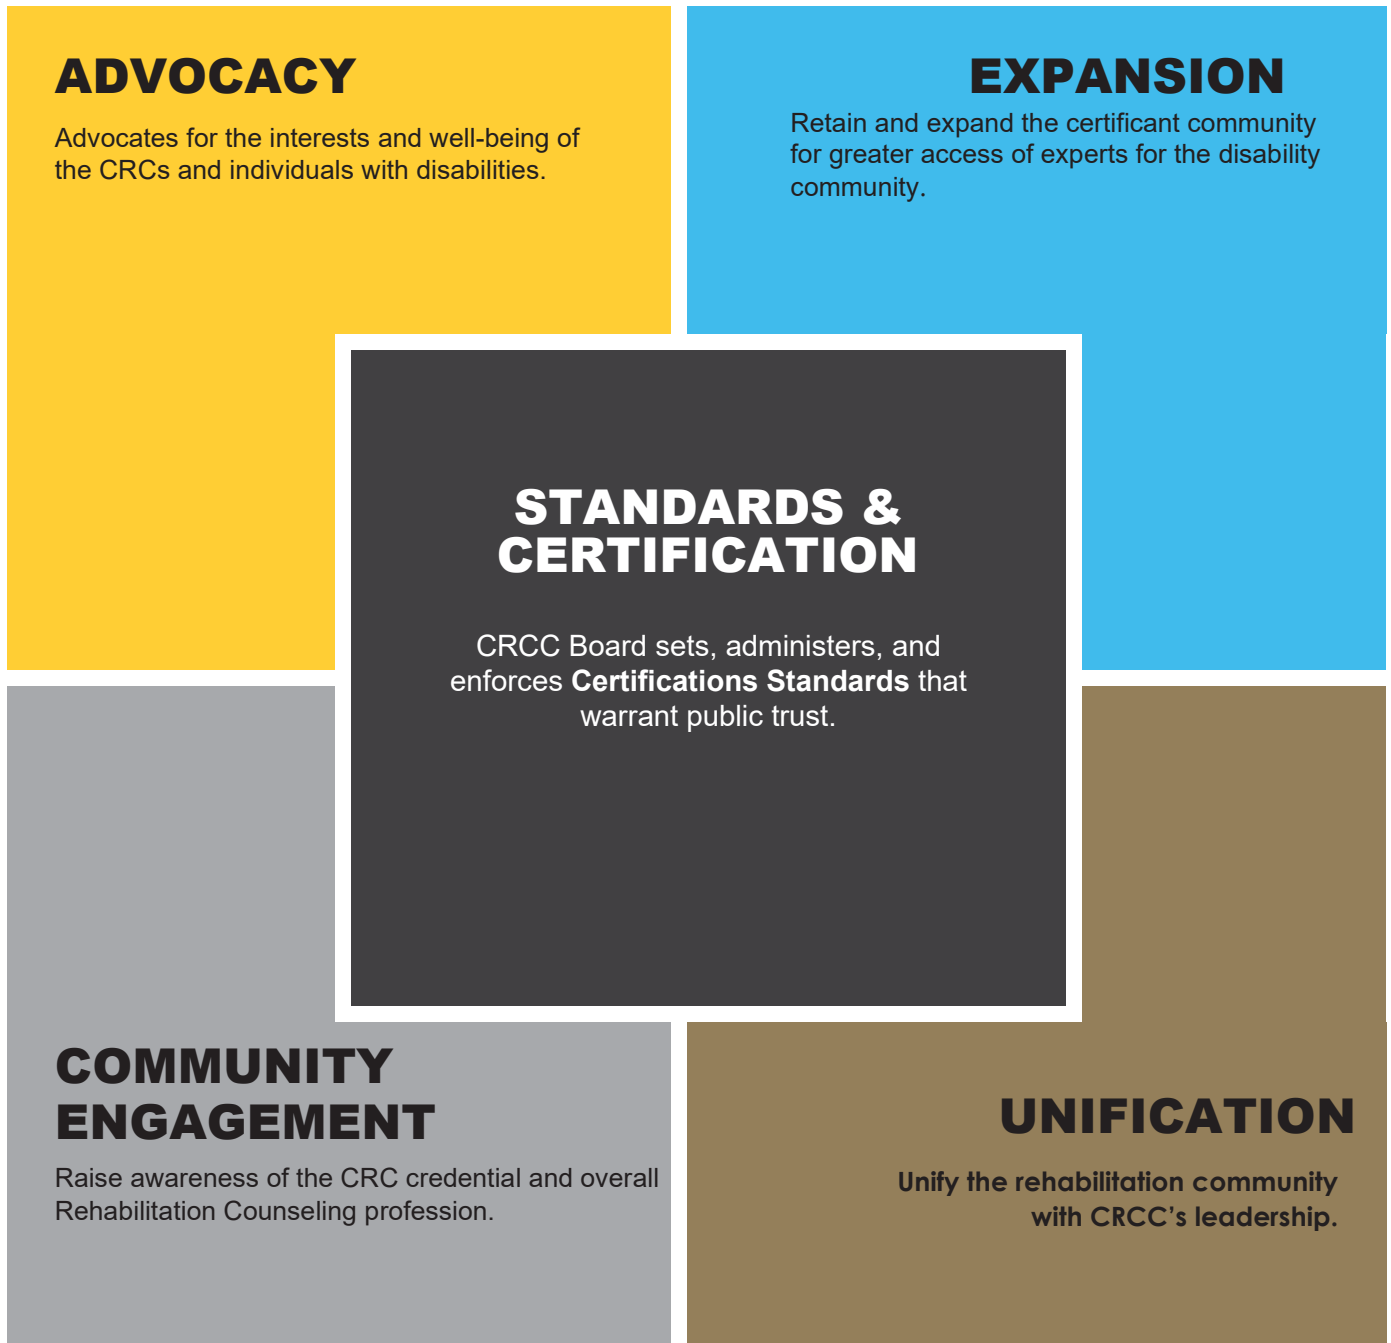 ADVOCACY
Advocates for the interests and well-being of
the CRCs and individuals with disabilities.
EXPANSION
Retain and expand the certificant community
for greater access of experts for the disability
community.
STANDARDS &
CERTIFICATION
CRCC Board sets, administers, and
enforces Certifications Standards that
warrant public trust.
COMMUNITY
ENGAGEMENT
Raise awareness of the CRC credential and overall
Rehabilitation Counseling profession.
UNIFICATION
Unify the rehabilitation community
with CRCC’s leadership.